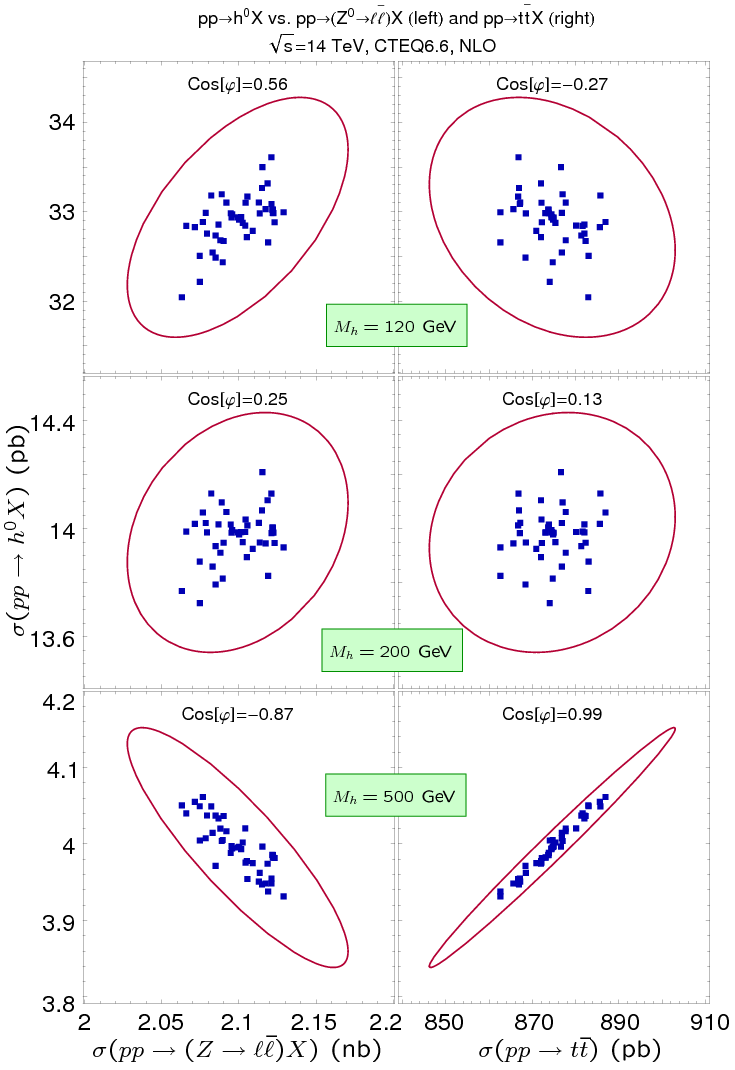 pp→h⁰X vs. pp→(Z⁰→ℓℓ̄)X (left) and pp→tt̄X (right)
√s=14 TeV, CTEQ6.6, NLO
Cos[φ]=0.56
Cos[φ]=−0.27
34
33
32
M_h = 120 GeV
Cos[φ]=0.25
Cos[φ]=0.13
14.4
14
13.6
σ(pp → h⁰X) (pb)
M_h = 200 GeV
Cos[φ]=−0.87
Cos[φ]=0.99
4.2
4.1
4
3.9
3.8
M_h = 500 GeV
2 2.05 2.1 2.15 2.2 850 870 890 910
σ(pp → (Z → ℓℓ̄)X) (nb) σ(pp → tt̄) (pb)